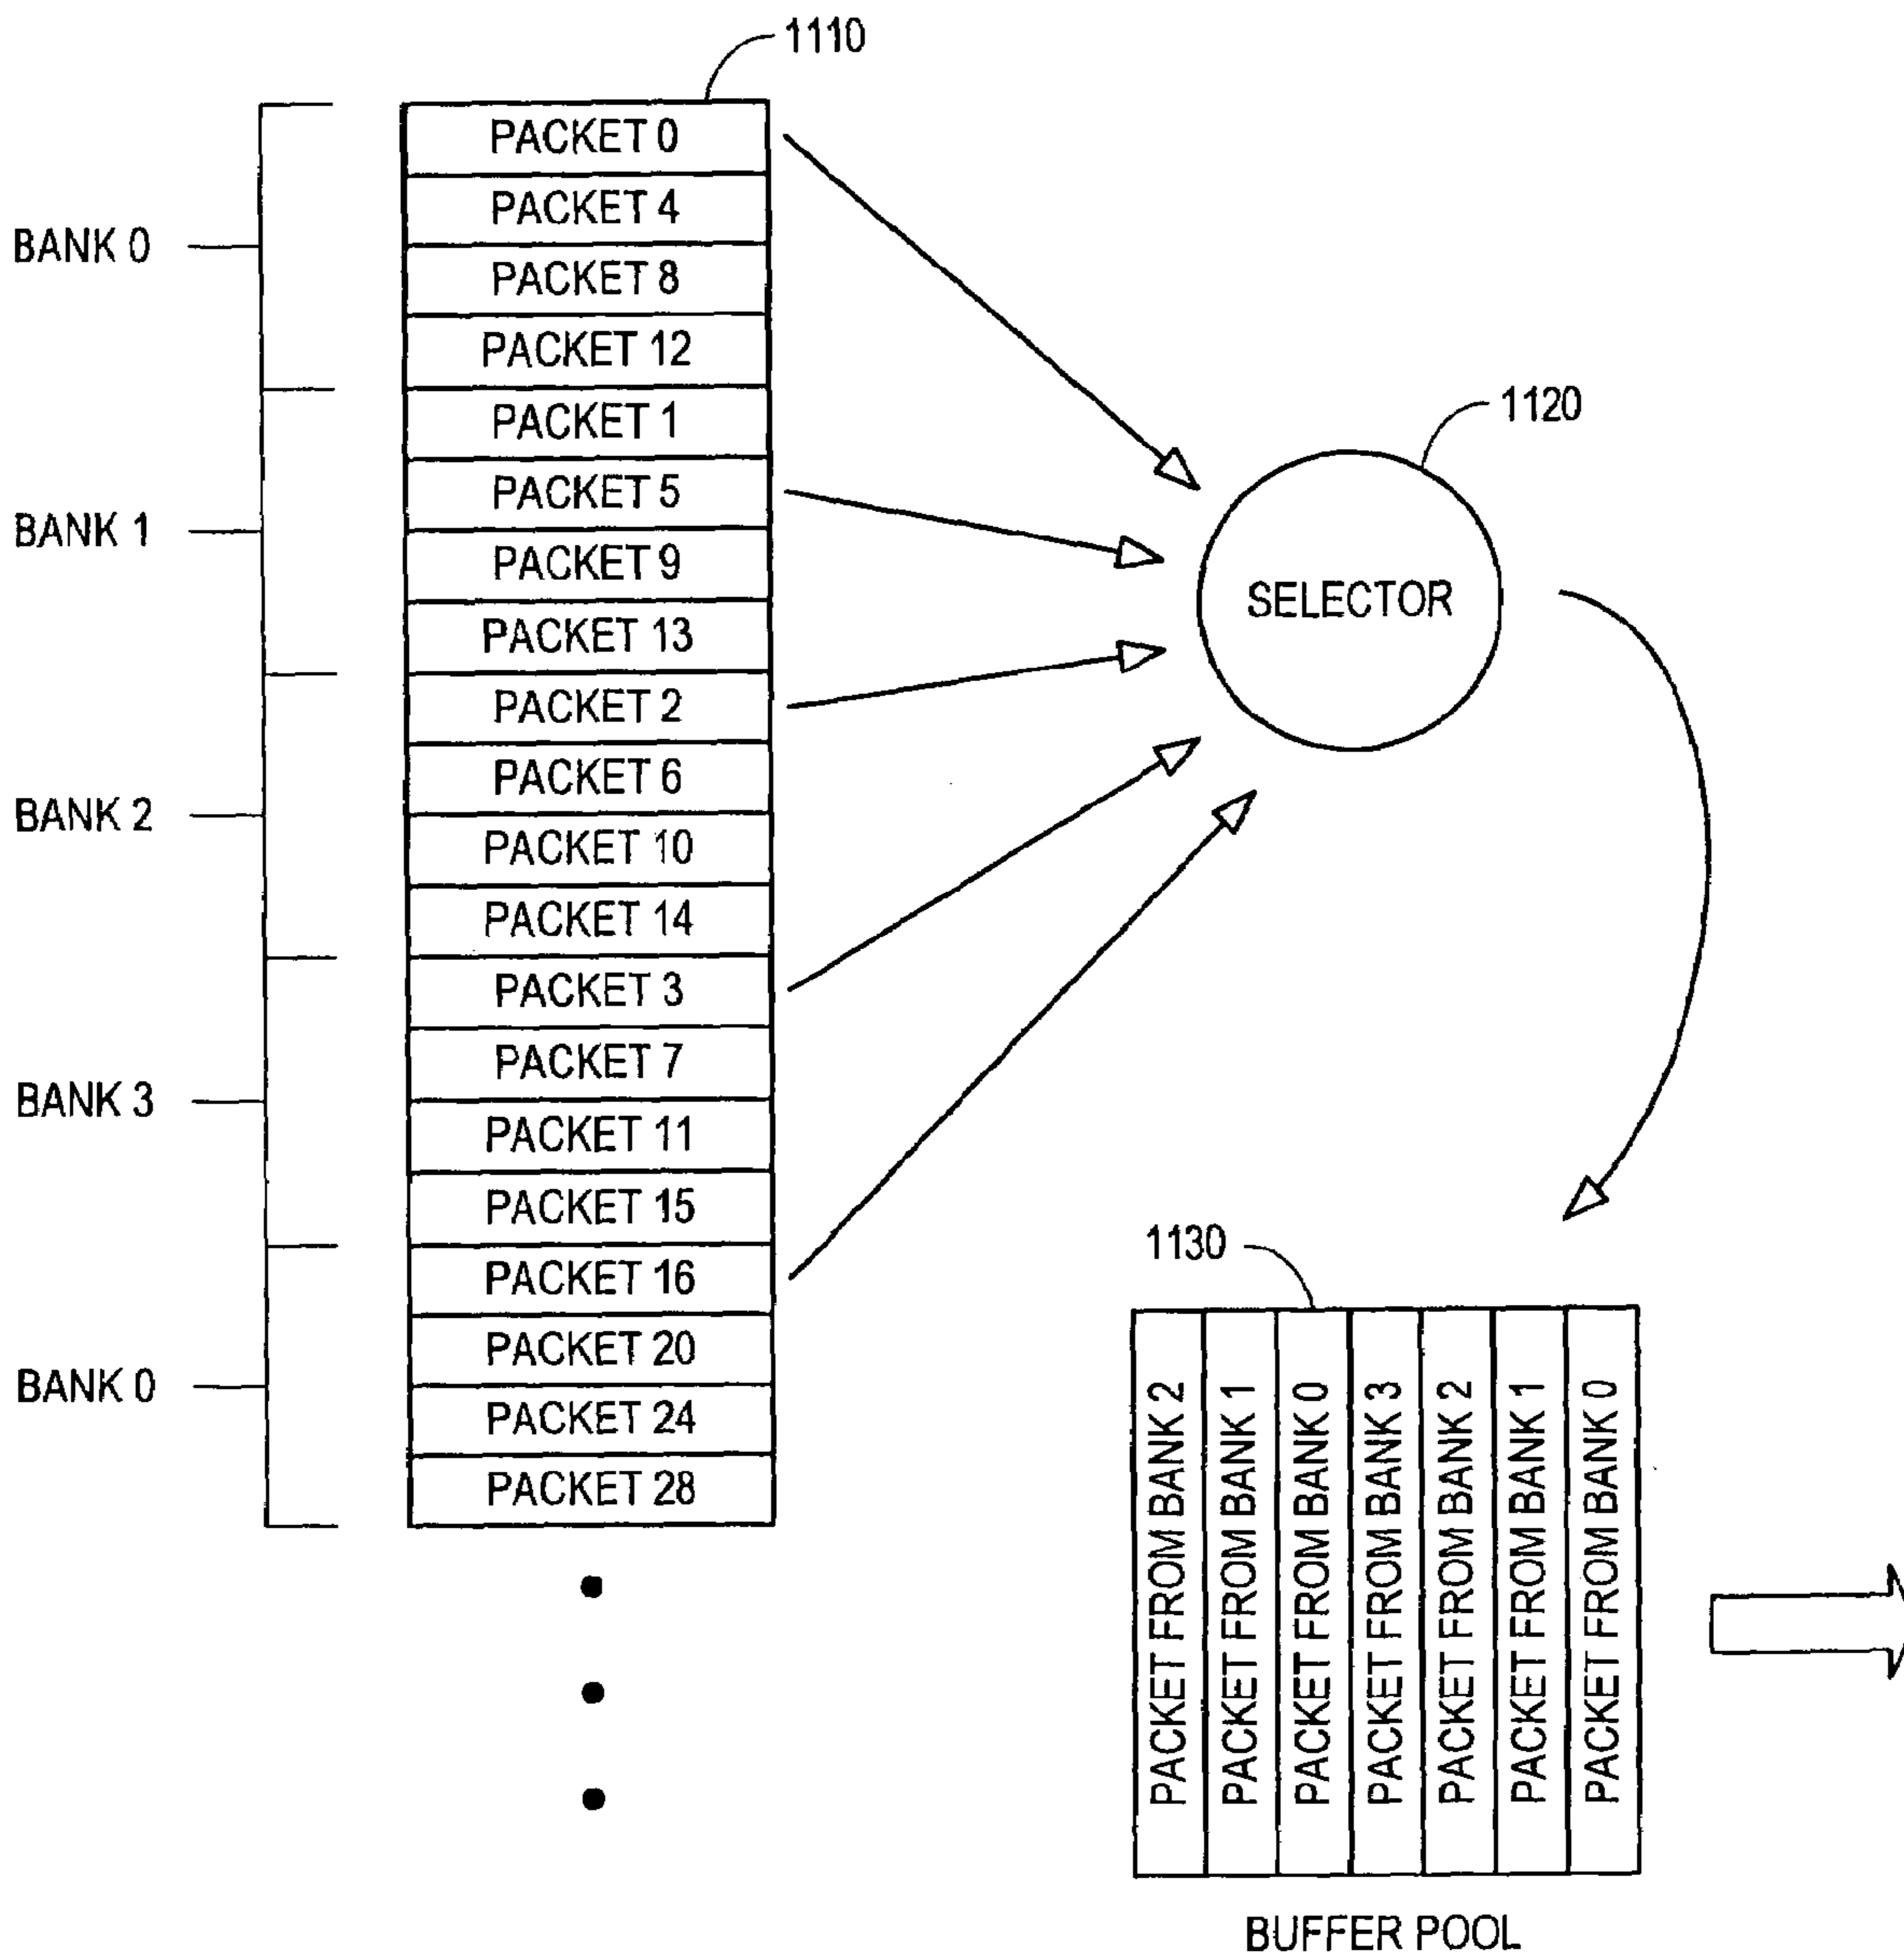 1110
PACKET 0
PACKET 4
BANK 0
PACKET 8
PACKET 12
PACKET 1
1120
PACKET 5
BANK 1
PACKET 9
SELECTOR
PACKET 13
PACKET 2
PACKET 6
BANK 2
PACKET 10
PACKET 14
PACKET 3
PACKET 7
BANK 3
PACKET 11
PACKET 15
1130
PACKET 16
PACKET 20
BANK 0
PACKET 24
PACKET 28
PACKET FROM BANK 2
PACKET FROM BANK 1
PACKET FROM BANK 0
PACKET FROM BANK 3
PACKET FROM BANK 2
PACKET FROM BANK 1
PACKET FROM BANK 0
BUFFER POOL